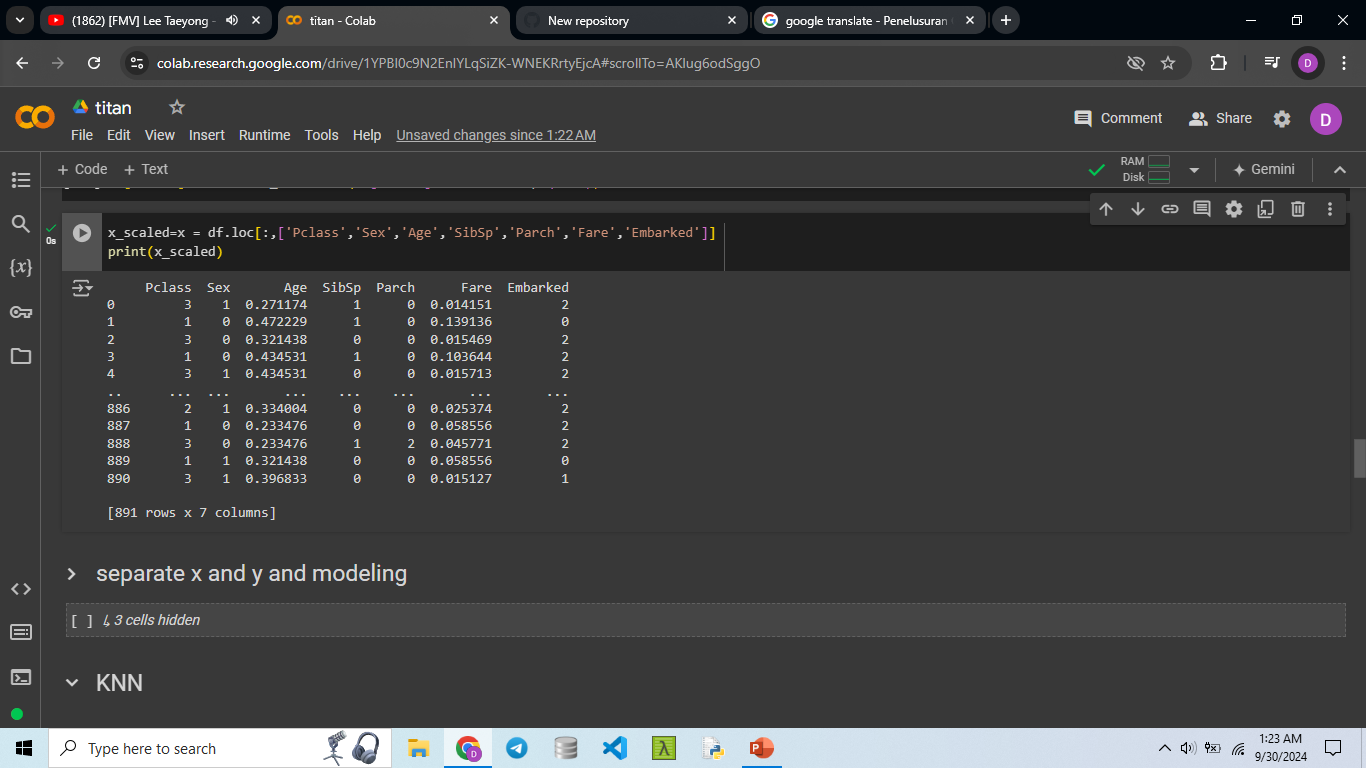 (1862) [FMV] Lee Taeyong -
titan - Colab
New repository
google translate - Penelusuran
colab.research.google.com/drive/1YPBI0c9N2EnIYLqSiZK-WNEKRrtyEjcA#scrollTo=AKlug6odSggO
D
titan
File Edit View Insert Runtime Tools Help Unsaved changes since 1:22 AM
Comment Share D
+ Code + Text
RAM
Disk
Gemini
0s
x_scaled=x = df.loc[:,['Pclass','Sex','Age','SibSp','Parch','Fare','Embarked']]
print(x_scaled)
{x}
Pclass Sex Age SibSp Parch Fare Embarked
0 3 1 0.271174 1 0 0.014151 2
1 1 0 0.472229 1 0 0.139136 0
2 3 0 0.321438 0 0 0.015469 2
3 1 0 0.434531 1 0 0.103644 2
4 3 1 0.434531 0 0 0.015713 2
.. ... ... ... ... ... ... ...
886 2 1 0.334004 0 0 0.025374 2
887 1 0 0.233476 0 0 0.058556 2
888 3 0 0.233476 1 2 0.045771 2
889 1 1 0.321438 0 0 0.058556 0
890 3 1 0.396833 0 0 0.015127 1
[891 rows x 7 columns]
separate x and y and modeling
[ ] ↳ 3 cells hidden
KNN
Type here to search
1:23 AM
9/30/2024